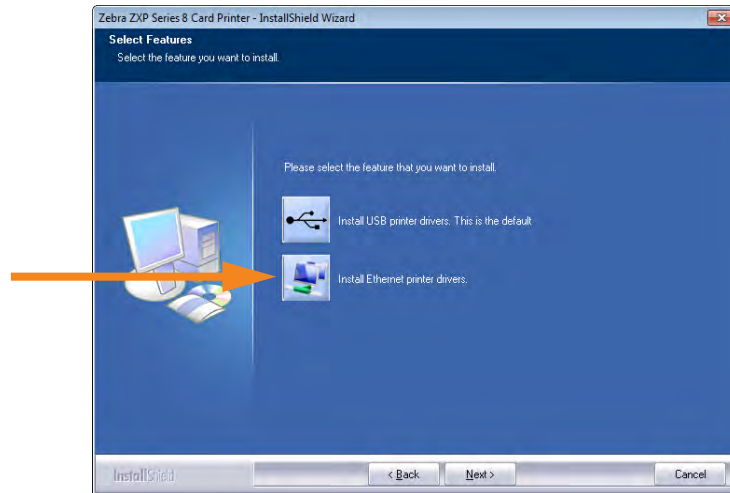 Zebra ZXP Series 8 Card Printer - InstallShield Wizard
Select Features
Select the feature you want to install.
Please select the feature that you want to install.
Install USB printer drivers. This is the default
Install Ethernet printer drivers.
InstallShield
< Back
Next >
Cancel